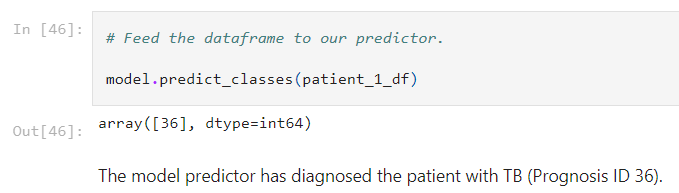 In [46]:
# Feed the dataframe to our predictor.
model.predict_classes(patient_1_df)
Out[46]:
array([36], dtype=int64)
The model predictor has diagnosed the patient with TB (Prognosis ID 36).